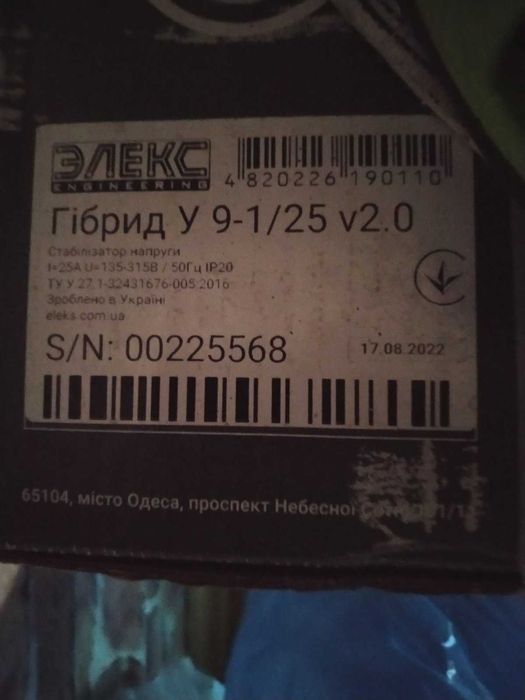 ЭЛЕКС
ENGINEERING
4 820226 190110
Гібрид У 9-1/25 v2.0
Стабілізатор напруги
I=25A U=135-315В / 50Гц IP20
ТУ У 27.1-32431676-005:2016
Зроблено в Україні
eleks.com.ua
S/N: 00225568
17.08.2022
65104, місто Одеса, проспект Небесної